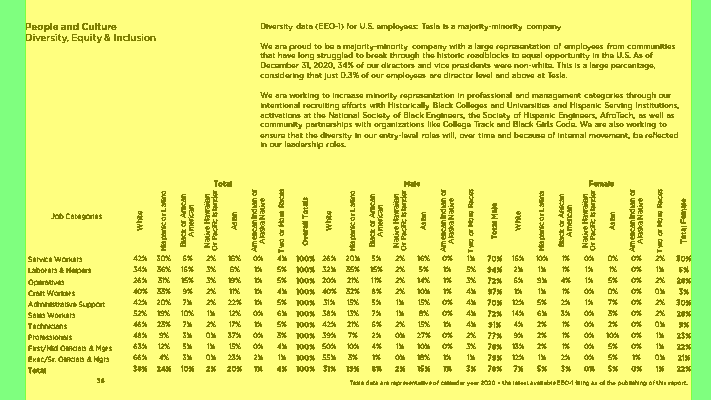 People and Culture
Diversity, Equity & Inclusion
Diversity data (EEO-1) for U.S. employees: Tesla is a majority-minority company
We are proud to be a majority-minority company with a large representation of employees from communities
that have long struggled to break through the historic roadblocks to equal opportunity in the U.S. As of
December 31, 2020, 34% of our directors and vice presidents were non-white. This is a large percentage,
considering that just 0.3% of our employees are director level and above at Tesla.
We are working to increase minority representation in professional and management categories through our
intentional recruiting efforts with Historically Black Colleges and Universities and Hispanic Serving Institutions,
activations at the National Society of Black Engineers, the Society of Hispanic Engineers, AfroTech, as well as
community partnerships with organizations like College Track and Black Girls Code. We are also working to
ensure that the diversity in our entry-level roles will, over time and because of internal movement, be reflected
in our leadership roles.
Total Male Female
Job Categories White Hispanic or Latino Black or African American Native Hawaiian Or Pacific Islander Asian American Indian or Alaska Native Two or More Races Overall Totals White Hispanic or Latino Black or African American Native Hawaiian Or Pacific Islander Asian American Indian or Alaska Native Two or More Races Total Male White Hispanic or Latino Black or African American Native Hawaiian Or Pacific Islander Asian American Indian or Alaska Native Two or More Races Total Female
Service Workers 42% 30% 6% 2% 16% 0% 4% 100% 26% 20% 5% 2% 16% 0% 1% 70% 16% 10% 1% 0% 0% 0% 2% 30%
Laborers & Helpers 34% 36% 16% 3% 6% 1% 5% 100% 33% 35% 15% 2% 5% 1% 5% 94% 2% 1% 1% 1% 1% 0% 0% 6%
Operatives 26% 31% 15% 3% 19% 1% 5% 100% 20% 21% 11% 2% 14% 1% 3% 72% 6% 9% 4% 1% 5% 0% 2% 28%
Craft Workers 40% 33% 9% 2% 11% 1% 4% 100% 40% 32% 8% 2% 10% 1% 4% 97% 1% 1% 1% 0% 0% 0% 0% 3%
Administrative Support 42% 20% 7% 2% 22% 1% 5% 100% 31% 15% 5% 1% 15% 0% 4% 70% 12% 5% 2% 1% 7% 0% 2% 30%
Sales Workers 52% 19% 10% 1% 12% 0% 6% 100% 38% 13% 7% 1% 8% 0% 4% 72% 14% 6% 3% 0% 3% 0% 2% 28%
Technicians 46% 23% 7% 2% 17% 1% 5% 100% 42% 21% 6% 2% 15% 1% 4% 91% 4% 2% 1% 0% 2% 0% 0% 9%
Professionals 48% 9% 3% 0% 37% 0% 3% 100% 39% 7% 2% 0% 27% 0% 2% 77% 9% 2% 1% 0% 10% 0% 1% 23%
First/Mid Officials & Mgrs 63% 12% 5% 1% 15% 0% 4% 100% 50% 10% 4% 1% 10% 0% 3% 78% 13% 2% 1% 0% 5% 0% 1% 22%
Exec/Sr. Officials & Mgrs 66% 4% 3% 0% 23% 2% 1% 100% 55% 3% 1% 0% 18% 1% 1% 79% 12% 1% 2% 0% 5% 1% 0% 21%
Total 38% 24% 10% 2% 20% 1% 4% 100% 31% 19% 8% 2% 15% 1% 3% 78% 7% 5% 3% 0% 5% 0% 1% 22%
36
Tesla data are representative of calendar year 2020 - the latest available EEO-1 filing as of the publishing of this report.